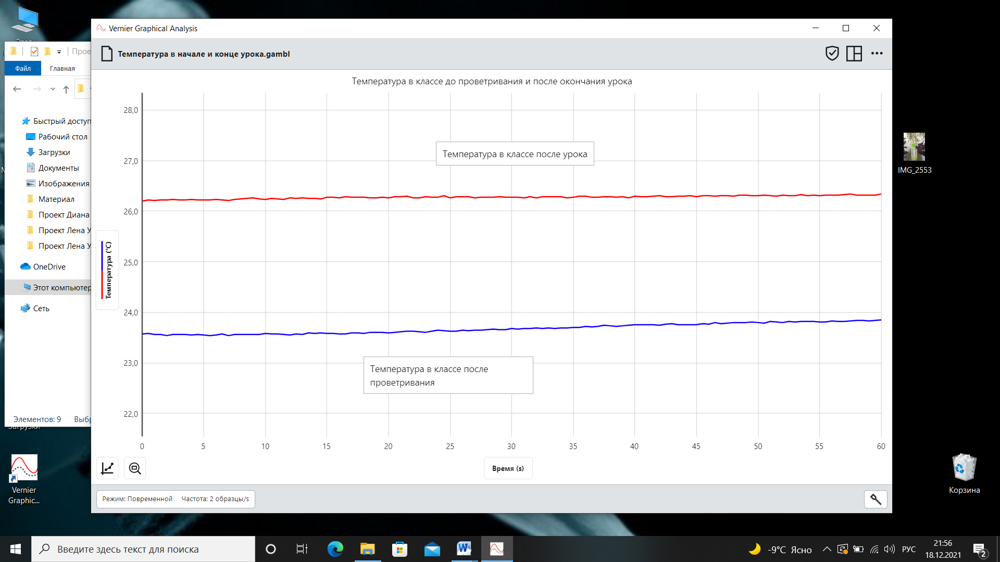 Vernier Graphical Analysis
Температура в начале и конце урока.gambl
Прое
Файл
Главная
Быстрый доступ
Рабочий стол
Загрузки
Документы
Изображения
Материал
Проект Диана
Проект Лена У
Проект Лена У
OneDrive
Этот компьютер
Сеть
Элементов: 9
Температура в классе до проветривания и после окончания урока
28,0
27,0
26,0
25,0
24,0
23,0
22,0
Температура (°C)
Температура в классе после урока
Температура в классе после
проветривания
0 5 10 15 20 25 30 35 40 45 50 55 60
Время (s)
Режим: Повременной Частота: 2 образцы/s
IMG_2553
Корзина
Vernier
Graphic...
Введите здесь текст для поиска
-9°C Ясно
РУС
21:56
18.12.2021
2